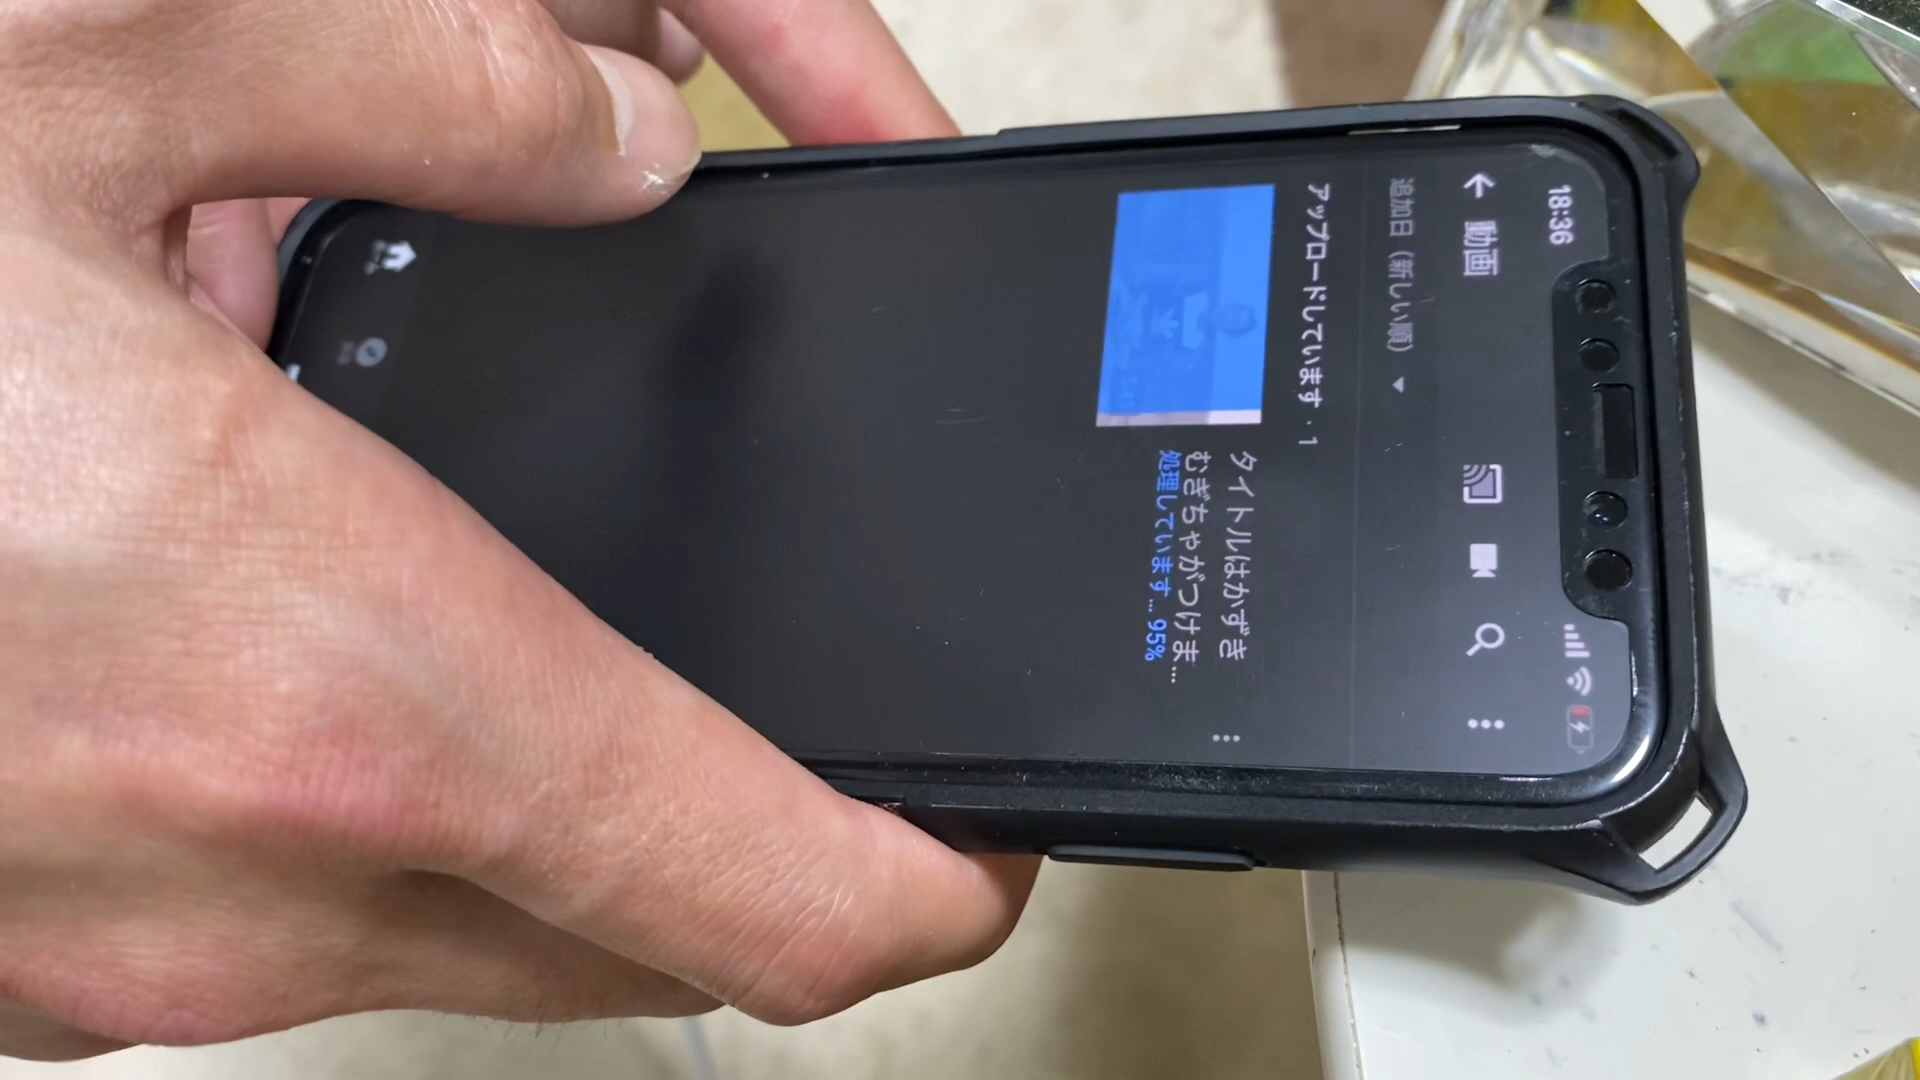 18:36
動画
追加日（新しい順）
アップロードしています · 1
タイトルはかずき
むぎちゃがつけま...
処理しています... 95%